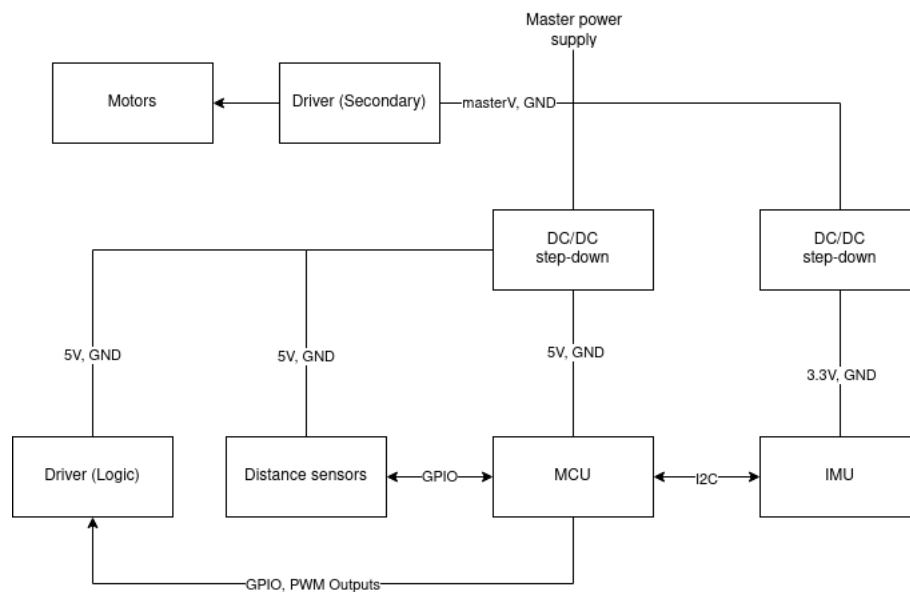 Master power
supply
Motors
Driver (Secondary)
masterV, GND
DC/DC
step-down
DC/DC
step-down
5V, GND
5V, GND
5V, GND
3.3V, GND
Driver (Logic)
Distance sensors
GPIO
MCU
I2C
IMU
GPIO, PWM Outputs